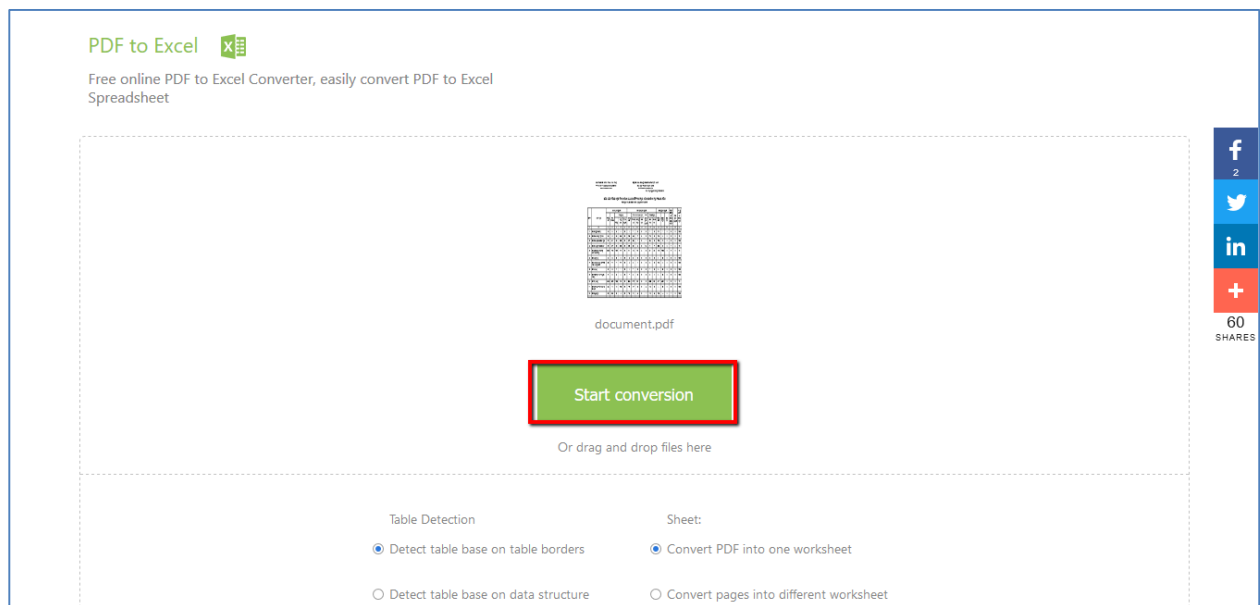 PDF to Excel
Free online PDF to Excel Converter, easily convert PDF to Excel
Spreadsheet
document.pdf
Start conversion
Or drag and drop files here
2
60
SHARES
Table Detection
Sheet:
Detect table base on table borders
Convert PDF into one worksheet
Detect table base on data structure
Convert pages into different worksheet